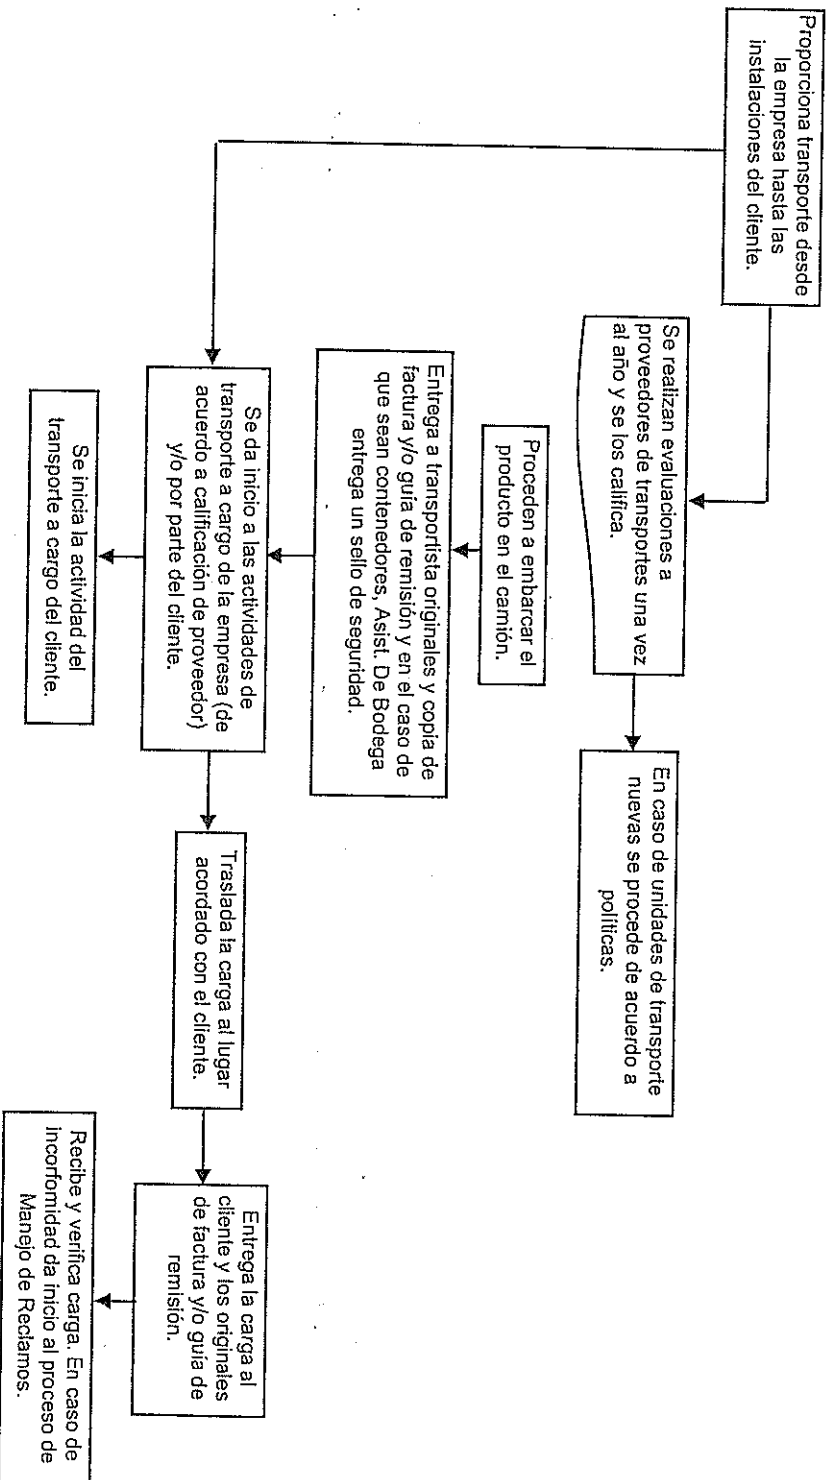 Proporciona transporte desde
la empresa hasta las
instalaciones del cliente.
Se realizan evaluaciones a
proveedores de transportes una vez
al año y se los califica.
En caso de unidades de transporte
nuevas se procede de acuerdo a
políticas.
Proceden a embarcar el
producto en el camión.
Entrega a transportista originales y copia de
factura y/o guía de remisión y en el caso de
que sean contenedores, Asist. De Bodega
entrega un sello de seguridad.
Se da inicio a las actividades de
transporte a cargo de la empresa (de
acuerdo a calificación de proveedor)
y/o por parte del cliente.
Traslada la carga al lugar
acordado con el cliente.
Entrega la carga al
cliente y los originales
de factura y/o guía de
remisión.
Se inicia la actividad del
transporte a cargo del cliente.
Recibe y verifica carga. En caso de
incorfomidad da inicio al proceso de
Manejo de Reclamos.